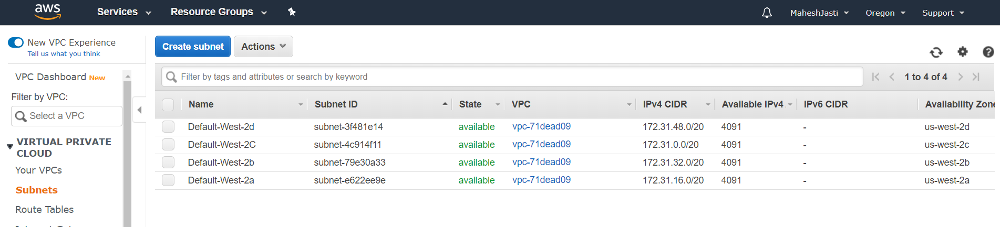 aws Services Resource Groups MaheshJasti Oregon Support
New VPC Experience
Tell us what you think
VPC Dashboard New
Filter by VPC:
Select a VPC
VIRTUAL PRIVATE
CLOUD
Your VPCs
Subnets
Route Tables
Create subnet Actions
Filter by tags and attributes or search by keyword 1 to 4 of 4
Name Subnet ID State VPC IPv4 CIDR Available IPv4 IPv6 CIDR Availability Zone
Default-West-2d subnet-3f481e14 available vpc-71dead09 172.31.48.0/20 4091 - us-west-2d
Default-West-2C subnet-4c914f11 available vpc-71dead09 172.31.0.0/20 4091 - us-west-2c
Default-West-2b subnet-79e30a33 available vpc-71dead09 172.31.32.0/20 4091 - us-west-2b
Default-West-2a subnet-e622ee9e available vpc-71dead09 172.31.16.0/20 4091 - us-west-2a